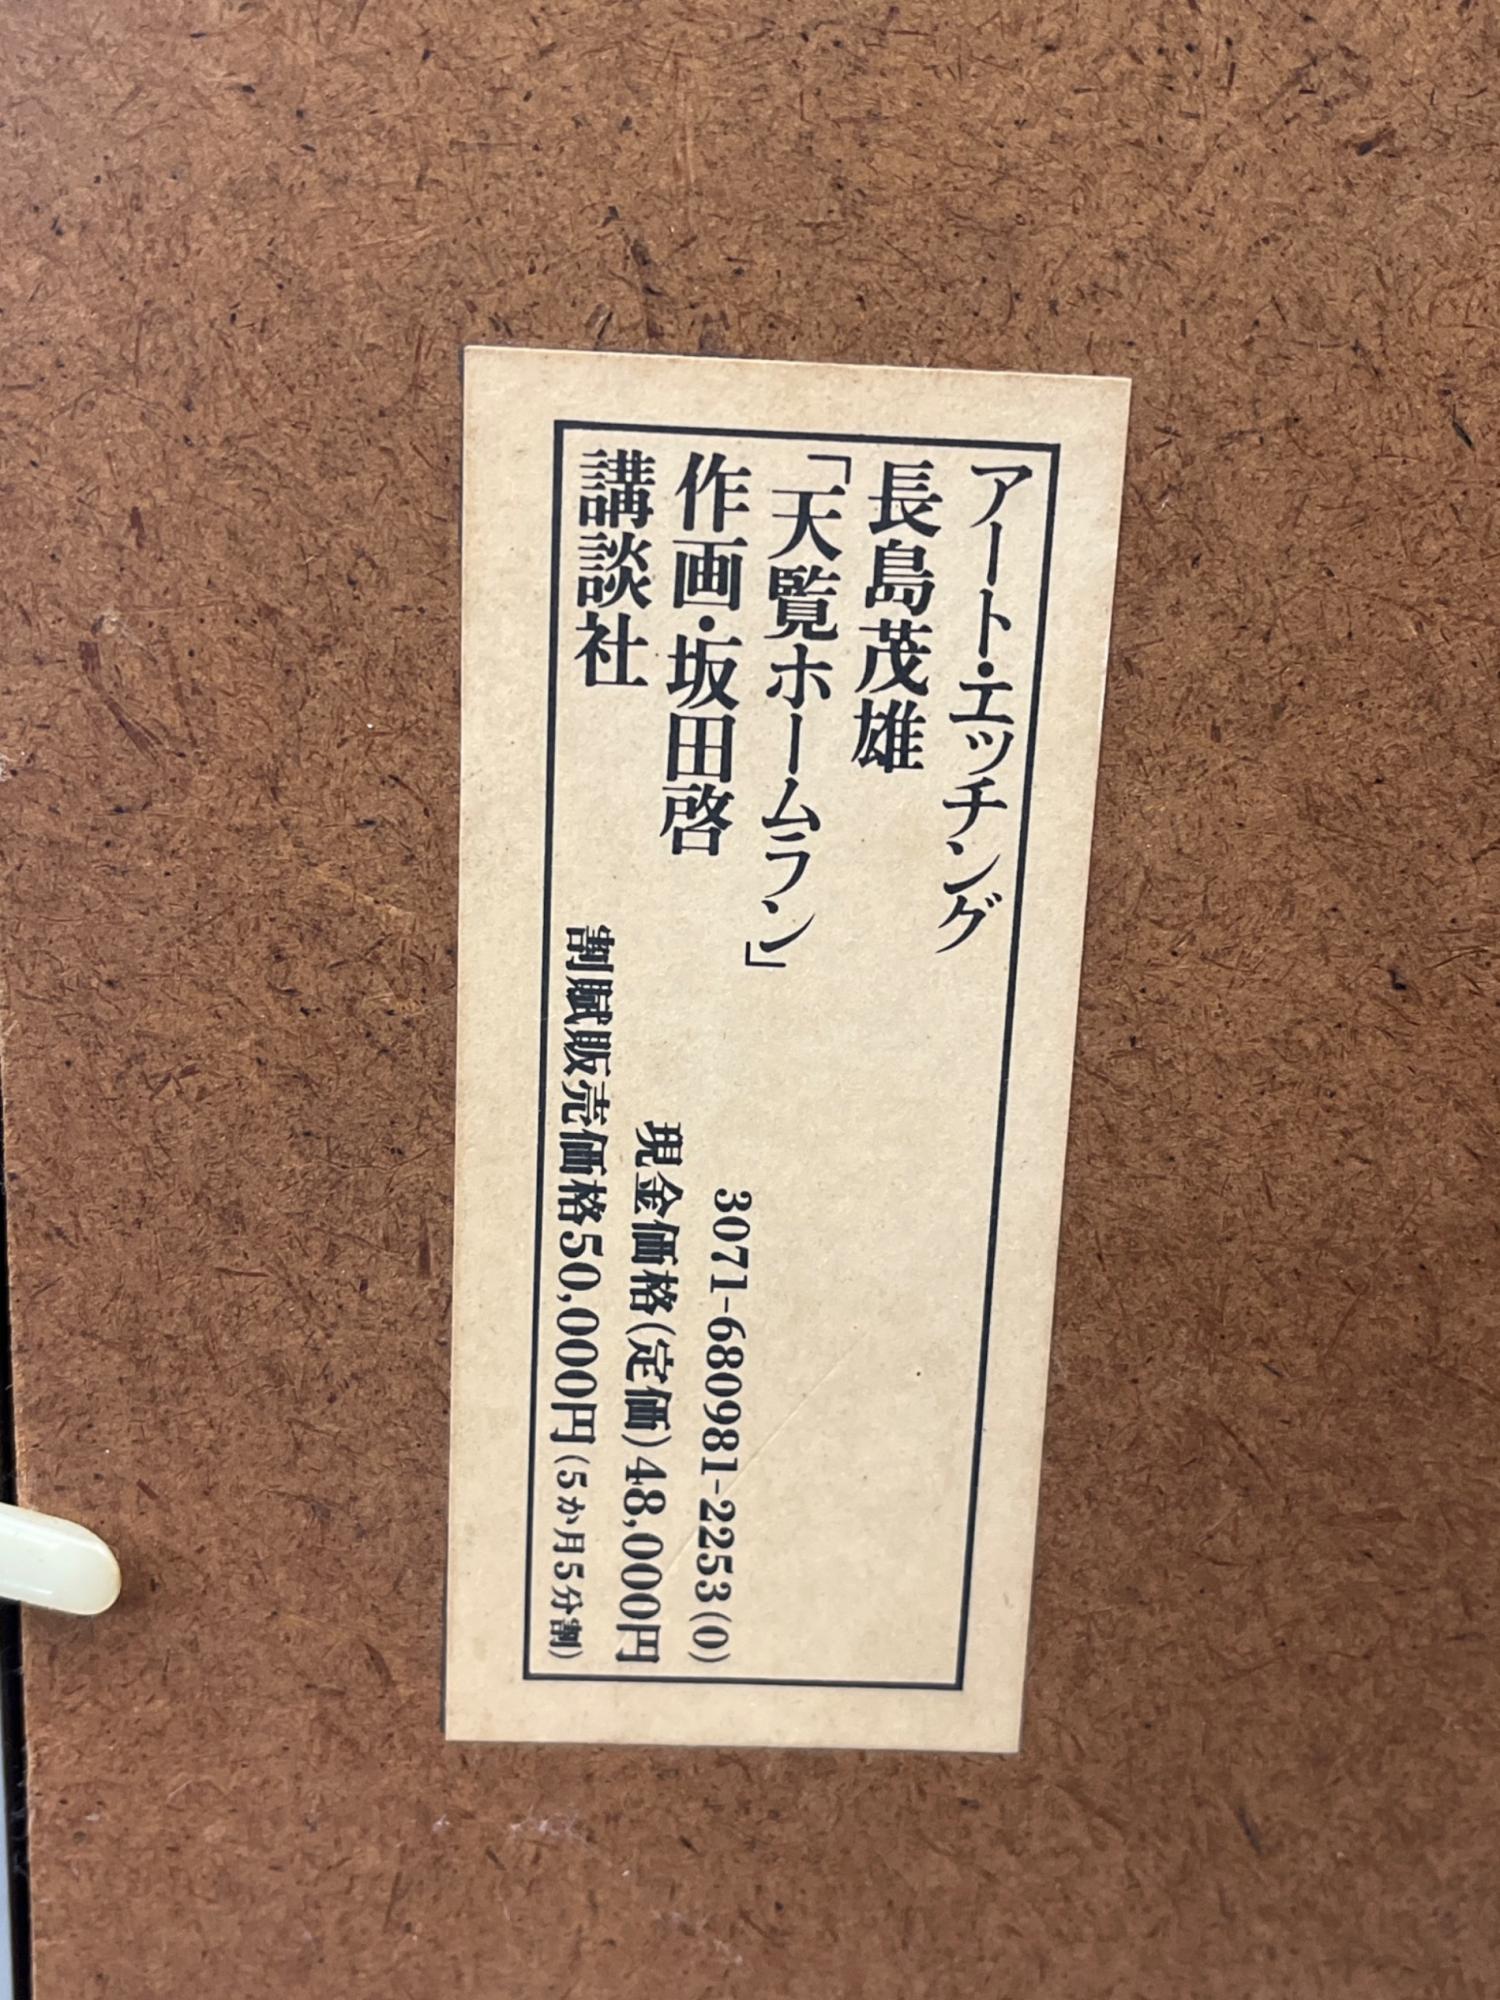 アート・エッチング
長島茂雄
「天覧ホームラン」
作画・坂田啓
講談社
3071-680981-2253(0)
現金価格(定価)48,000円
割賦販売価格50,000円(5か月5分割)